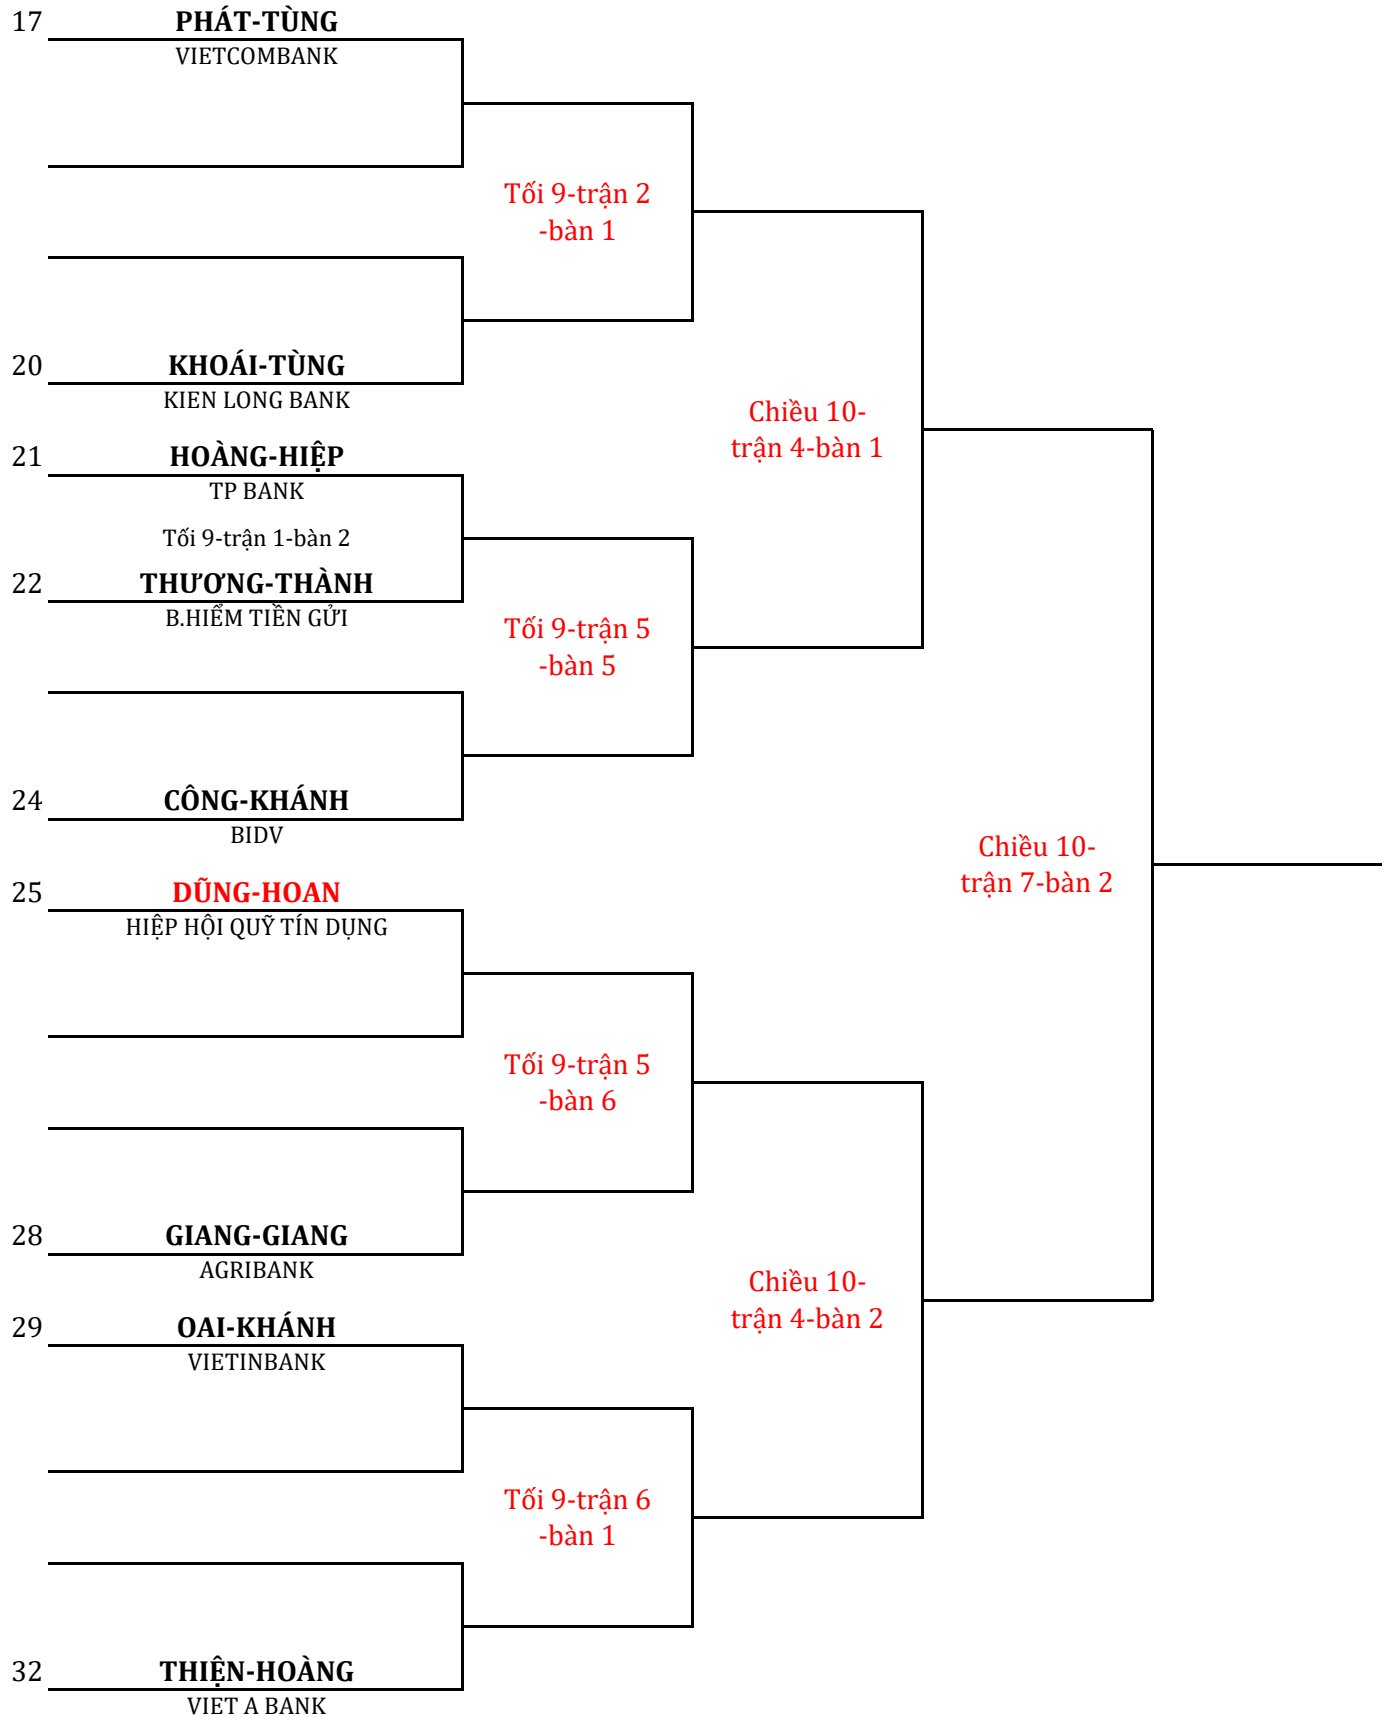 17 PHÁT-TÙNG
VIETCOMBANK
Tối 9-trận 2
-bàn 1
20 KHOÁI-TÙNG
KIEN LONG BANK
Chiều 10-
trận 4-bàn 1
21 HOÀNG-HIỆP
TP BANK
Tối 9-trận 1-bàn 2
22 THƯƠNG-THÀNH
B.HIỂM TIỀN GỬI
Tối 9-trận 5
-bàn 5
24 CÔNG-KHÁNH
BIDV
Chiều 10-
trận 7-bàn 2
25 DŨNG-HOAN
HIỆP HỘI QUỸ TÍN DỤNG
Tối 9-trận 5
-bàn 6
28 GIANG-GIANG
AGRIBANK
Chiều 10-
trận 4-bàn 2
29 OAI-KHÁNH
VIETINBANK
Tối 9-trận 6
-bàn 1
32 THIỆN-HOÀNG
VIET A BANK